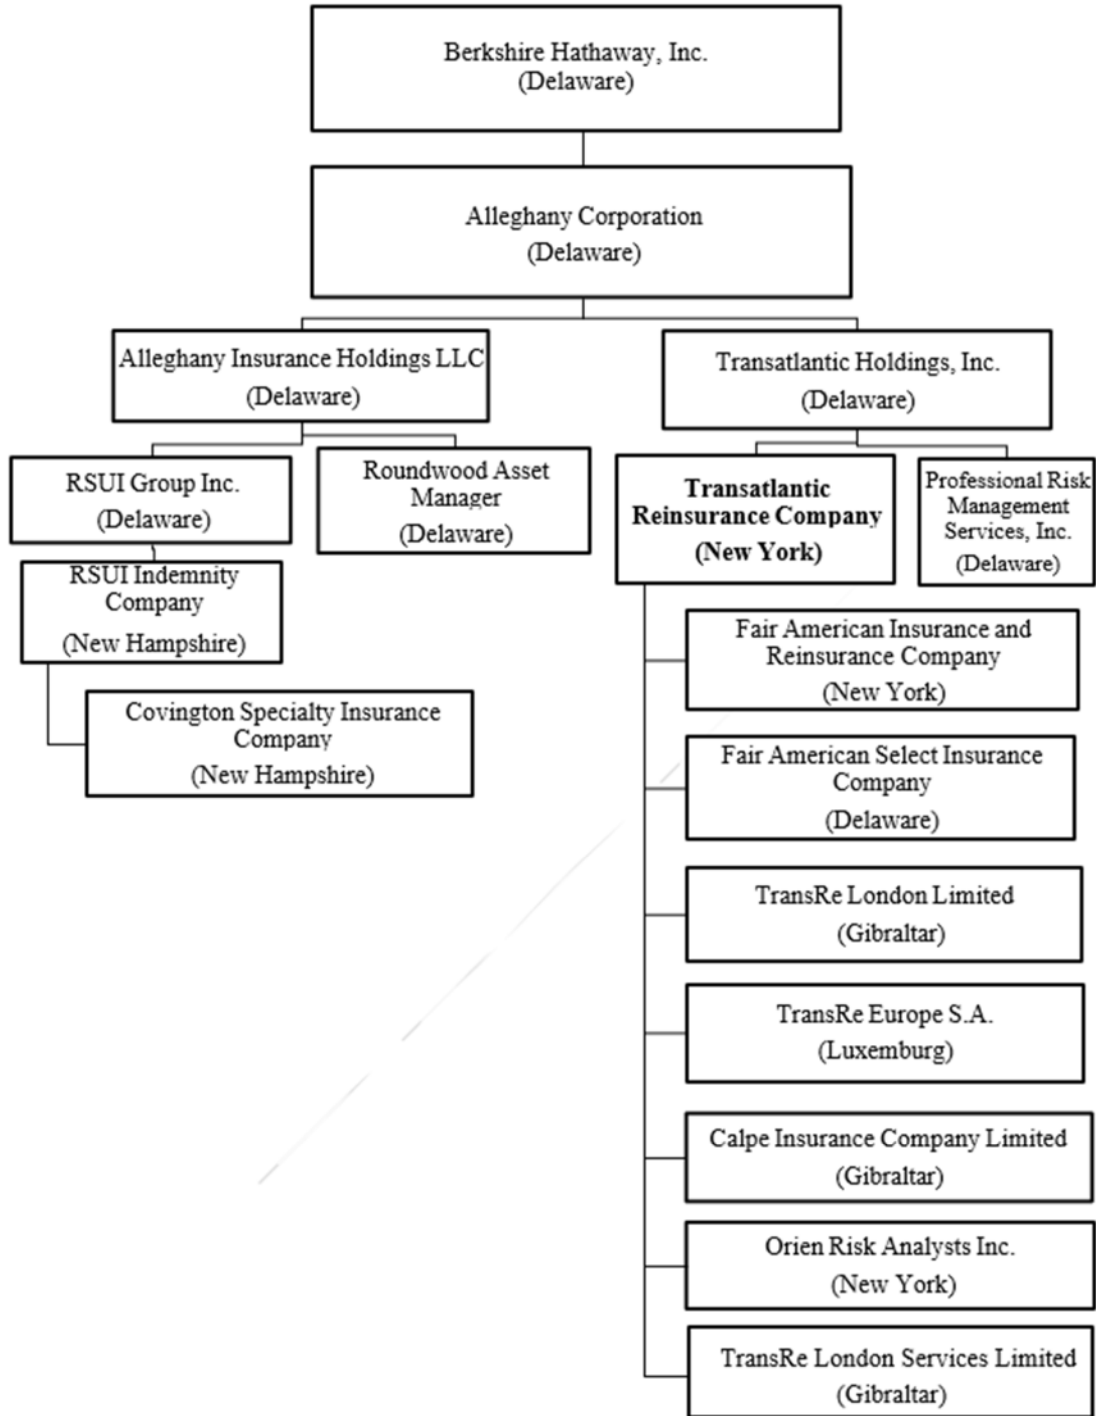 Berkshire Hathaway, Inc.
(Delaware)
Alleghany Corporation
(Delaware)
Alleghany Insurance Holdings LLC
(Delaware)
Transatlantic Holdings, Inc.
(Delaware)
RSUI Group Inc.
(Delaware)
Roundwood Asset
Manager
(Delaware)
Transatlantic
Reinsurance Company
(New York)
Professional Risk
Management
Services, Inc.
(Delaware)
RSUI Indemnity
Company
(New Hampshire)
Covington Specialty Insurance
Company
(New Hampshire)
Fair American Insurance and
Reinsurance Company
(New York)
Fair American Select Insurance
Company
(Delaware)
TransRe London Limited
(Gibraltar)
TransRe Europe S.A.
(Luxemburg)
Calpe Insurance Company Limited
(Gibraltar)
Orien Risk Analysts Inc.
(New York)
TransRe London Services Limited
(Gibraltar)